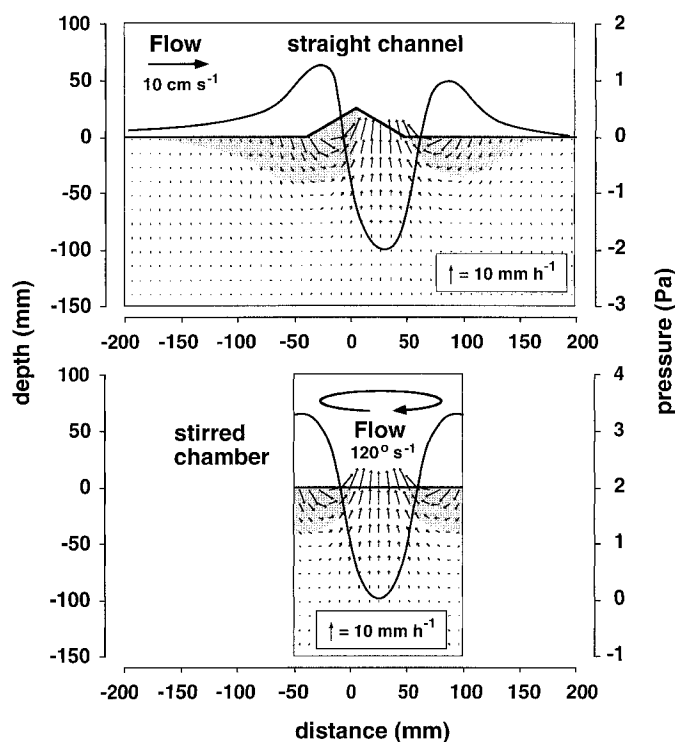 Flow
10 cm s⁻¹
straight channel
100
50
0
-50
-100
-150
2
1
0
-1
-2
-3
↑ = 10 mm h⁻¹
-200 -150 -100 -50 0 50 100 150 200
depth (mm)
pressure (Pa)
stirred
chamber
Flow
120° s⁻¹
100
50
0
-50
-100
-150
4
3
2
1
0
-1
↑ = 10 mm h⁻¹
-200 -150 -100 -50 0 50 100 150 200
distance (mm)